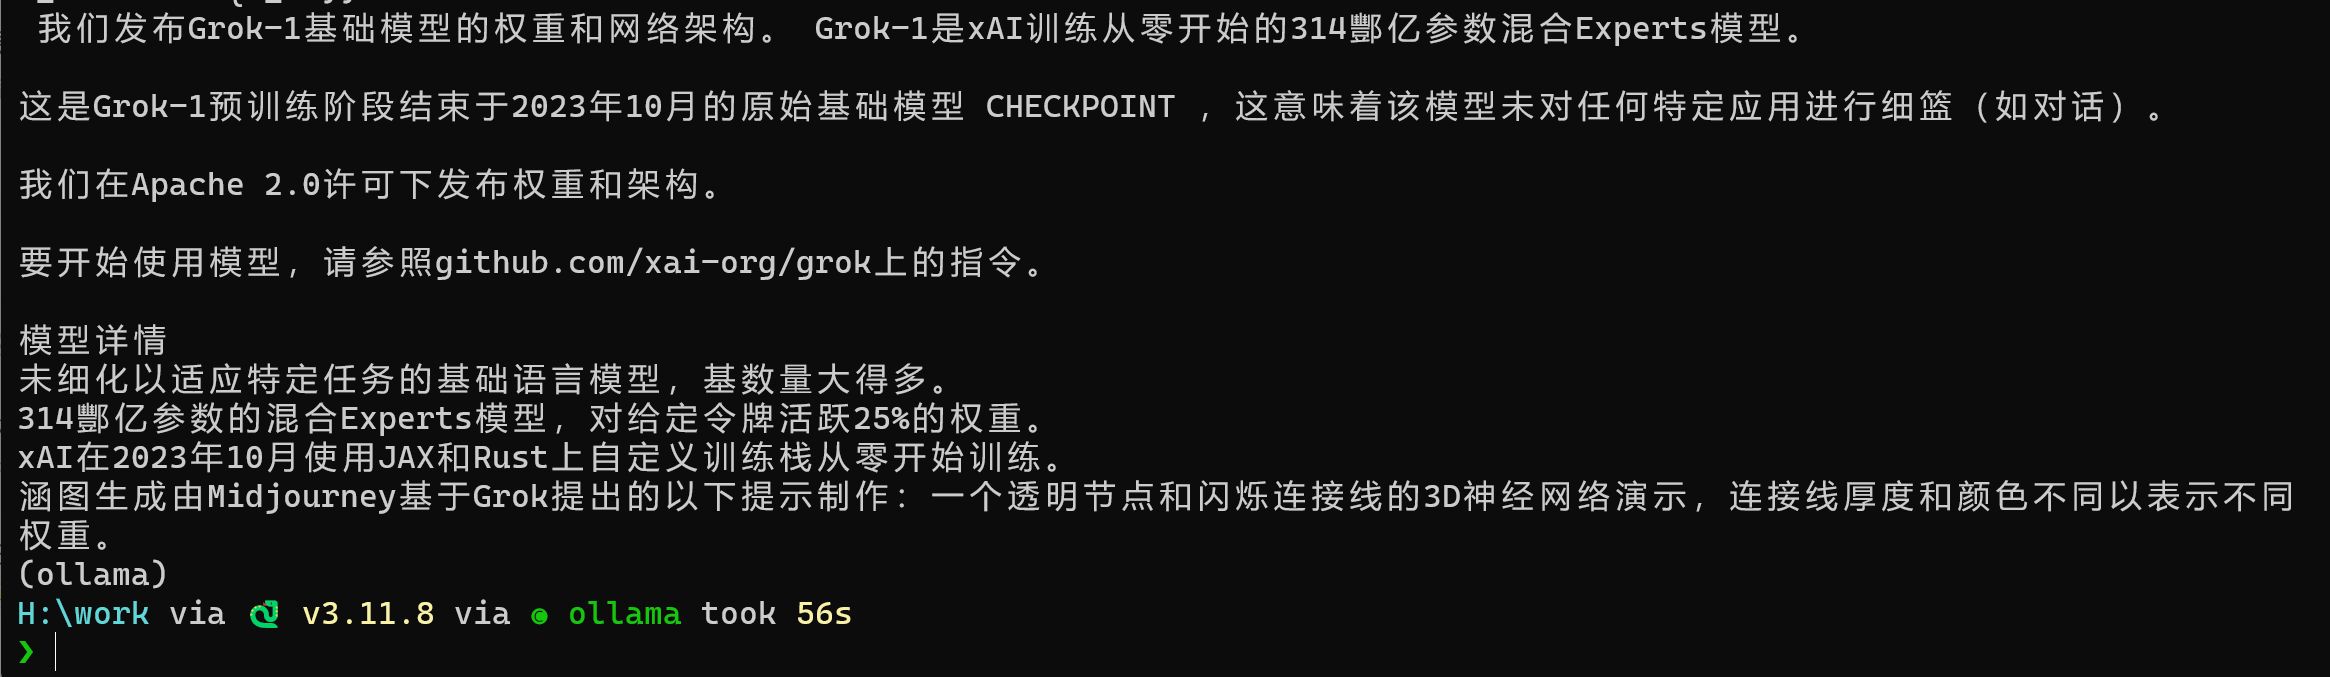 我们发布Grok-1基础模型的权重和网络架构。 Grok-1是xAI训练从零开始的314酆亿参数混合Experts模型。
这是Grok-1预训练阶段结束于2023年10月的原始基础模型 CHECKPOINT ，这意味着该模型未对任何特定应用进行细篮（如对话）。
我们在Apache 2.0许可下发布权重和架构。
要开始使用模型，请参照github.com/xai-org/grok上的指令。
模型详情
未细化以适应特定任务的基础语言模型，基数量大得多。
314酆亿参数的混合Experts模型，对给定令牌活跃25%的权重。
xAI在2023年10月使用JAX和Rust上自定义训练栈从零开始训练。
涵图生成由Midjourney基于Grok提出的以下提示制作：一个透明节点和闪烁连接线的3D神经网络演示，连接线厚度和颜色不同以表示不同
权重。
(ollama)
H:\work via v3.11.8 via ollama took 56s
❯